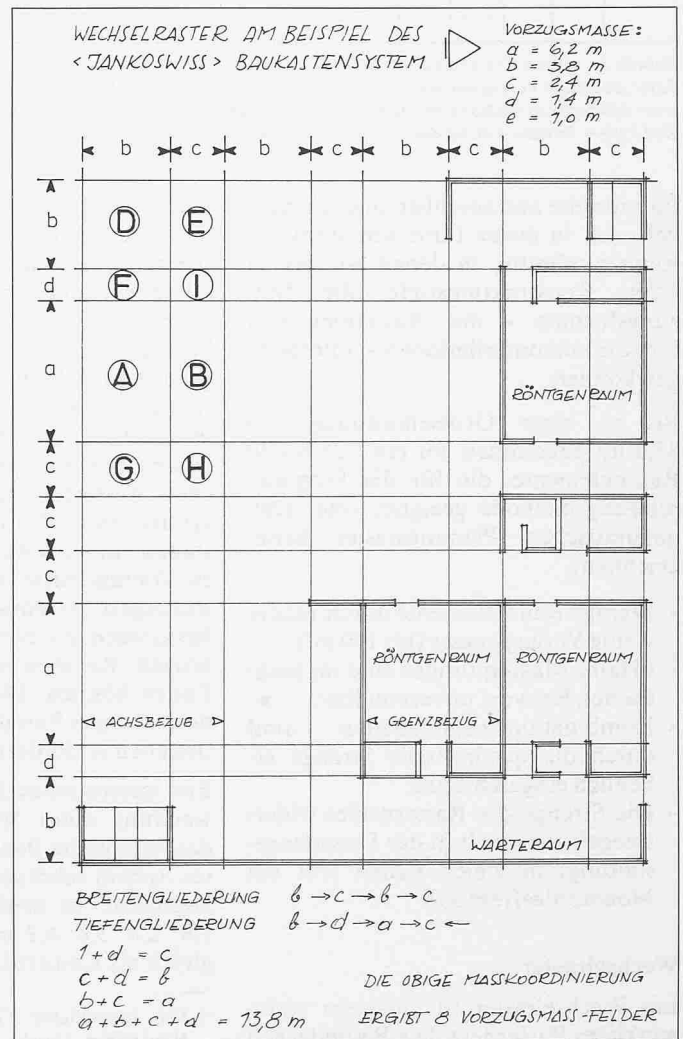 WECHSELRASTER AM BEISPIEL DES
<JANKOSWISS> BAUKASTENSYSTEM
VORZUGSMASSE:
a = 6,2 m
b = 3,8 m
c = 2,4 m
d = 1,4 m
e = 1,0 m
b c b c b c b c
b
d
a
c
c
c
a
d
b
D E
F I
A B
G H
RÖNTGENRAUM
RÖNTGENRAUM RÖNTGENRAUM
ACHSBEZUG GRENZBEZUG
WARTERAUM
BREITENGLIEDERUNG b → c → b → c
TIEFENGLIEDERUNG b → d → a → c ←
1 + d = c
c + d = b
b + c = a
a + b + c + d = 13,8 m
DIE OBIGE MASSKOORDINIERUNG
ERGIBT 8 VORZUGSMASS-FELDER